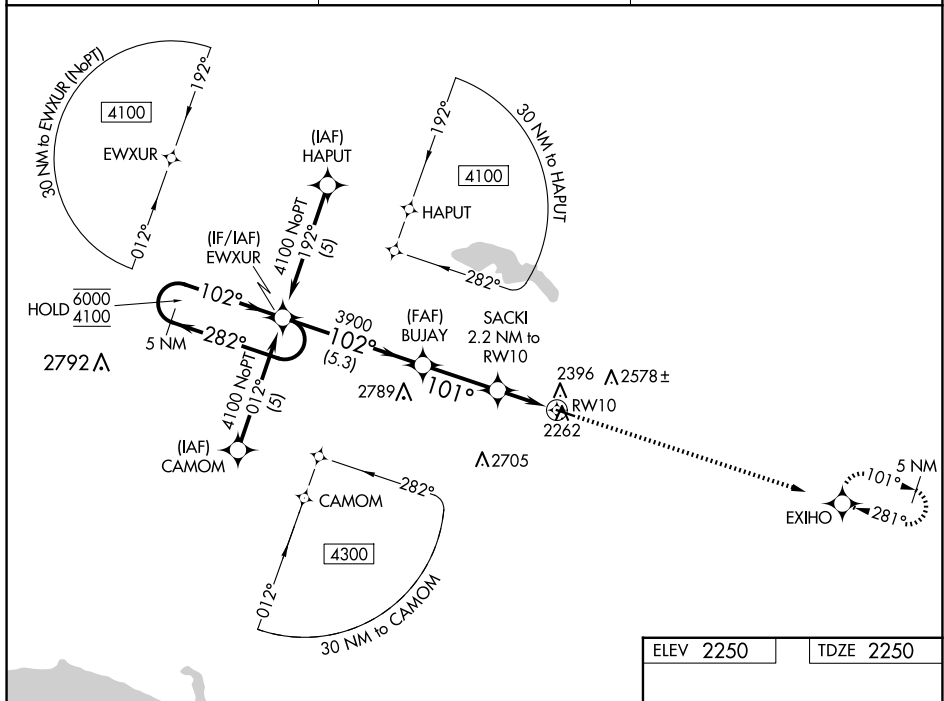 30 NM to EWXUR (NoPT)
192°
4100
EWXUR
012°
(IAF)
HAPUT
4100 NoPT
192°
(5)
192°
30 NM to HAPUT
4100
HAPUT
282°
(IF/IAF)
EWXUR
HOLD 6000
4100
102°
282°
5 NM
2792
3900
102°
(5.3)
(FAF)
BUJAY
SACKI
2.2 NM to
RW10
2789
101°
2396
2578±
RW10
2262
2705
4100 NoPT
012°
(5)
(IAF)
CAMOM
282°
CAMOM
4300
012°
30 NM to CAMOM
EXIHO
101°
5 NM
281°
ELEV 2250
TDZE 2250